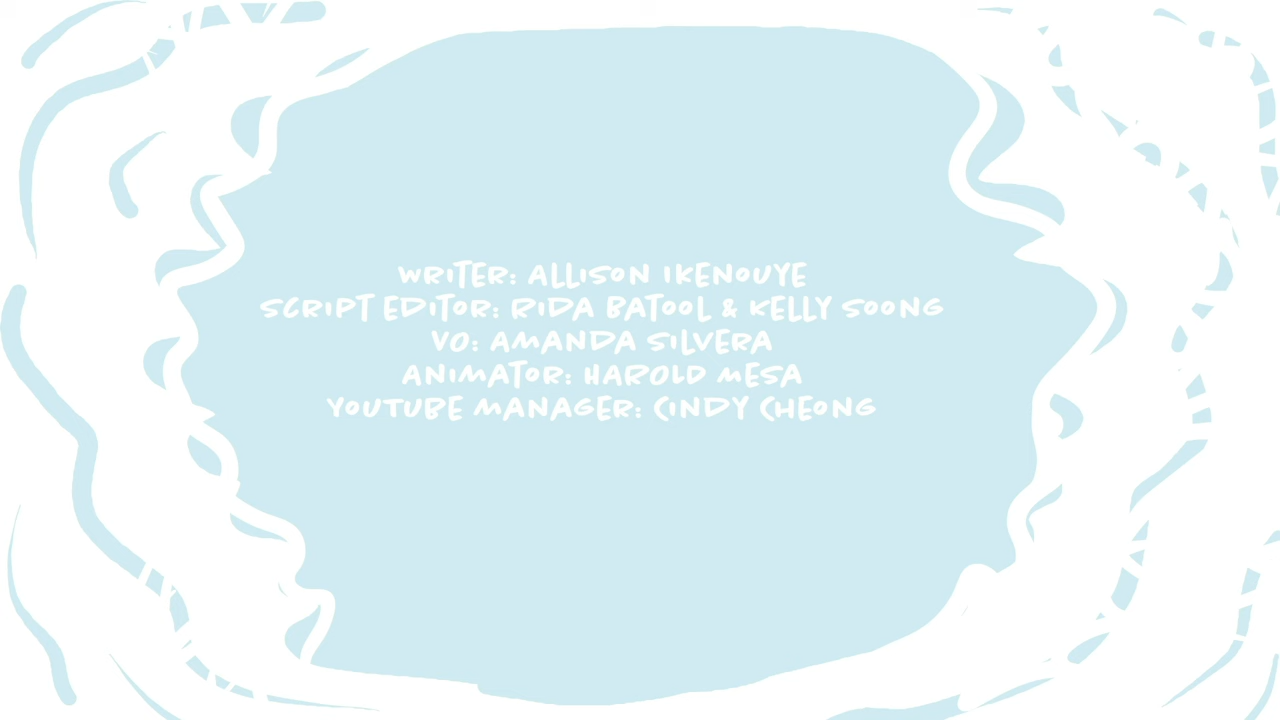 WRITER: ALLISON IKENOUYE
SCRIPT EDITOR: RIDA BATOOL & KELLY SOONG
VO: AMANDA SILVERA
ANIMATOR: HAROLD MESA
YOUTUBE MANAGER: CINDY CHEONG